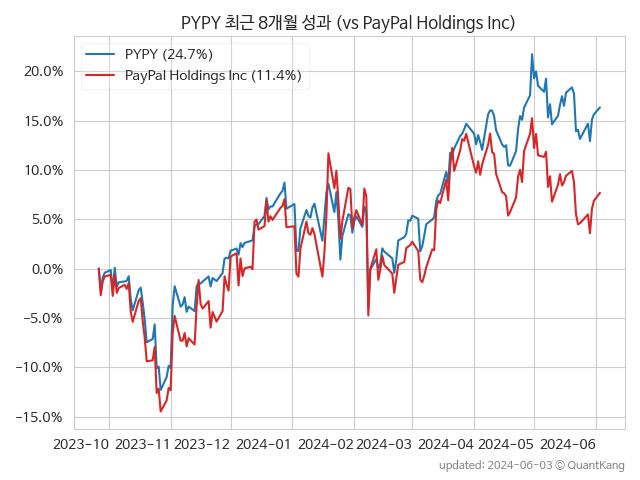 PYPY 최근 8개월 성과 (vs PayPal Holdings Inc)
PYPY (24.7%)
PayPal Holdings Inc (11.4%)
20.0%
15.0%
10.0%
5.0%
0.0%
−5.0%
−10.0%
−15.0%
2023-10 2023-11 2023-12 2024-01 2024-02 2024-03 2024-04 2024-05 2024-06
updated: 2024-06-03 ⓒ QuantKang